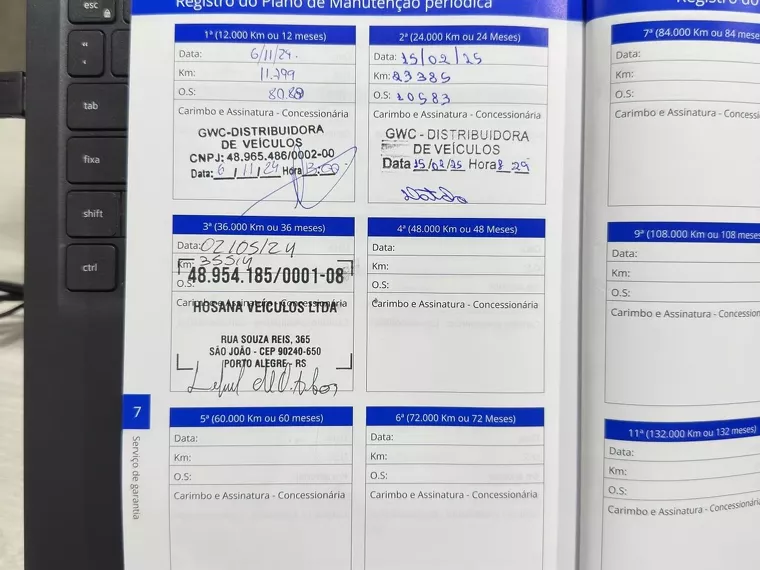 esc
tab
fixa
shift
ctrl
Registro do Plano de Manutenção periódica
1ª (12.000 Km ou 12 meses)
Data: 6/11/24.
Km: 11.799
O.S: 8088
Carimbo e Assinatura - Concessionária
GWC-DISTRIBUIDORA
DE VEÍCULOS
CNPJ: 48.965.486/0002-00
Data: 6 / 11 / 24 Hora 13:00
2ª (24.000 Km ou 24 Meses)
Data: 15/02/25
Km: 23385
O.S: 10583
Carimbo e Assinatura - Concessionária
GWC - DISTRIBUIDORA
DE VEÍCULOS
Data 15/02/25 Hora 8 29
3ª (36.000 Km ou 36 meses)
Data: 02/05/24
Km: 35514
O.S:
48.954.185/0001-08
Carimbo e Assinatura - Concessionária
HOSANA VEÍCULOS LTDA
RUA SOUZA REIS, 365
SÃO JOÃO - CEP 90240-650
PORTO ALEGRE - RS
4ª (48.000 Km ou 48 Meses)
Data:
Km:
O.S:
Carimbo e Assinatura - Concessionária
5ª (60.000 Km ou 60 meses)
Data:
Km:
O.S:
Carimbo e Assinatura - Concessionária
6ª (72.000 Km ou 72 Meses)
Data:
Km:
O.S:
Carimbo e Assinatura - Concessionária
7
Serviço de garantia
Registro do
7ª (84.000 Km ou 84 mese
Data:
Km:
O.S:
Carimbo e Assinatura - Concessio
9ª (108.000 Km ou 108 meses
Data:
Km:
O.S:
Carimbo e Assinatura - Concession
11ª (132.000 Km ou 132 meses)
Data:
Km:
O.S:
Carimbo e Assinatura - Concessionári